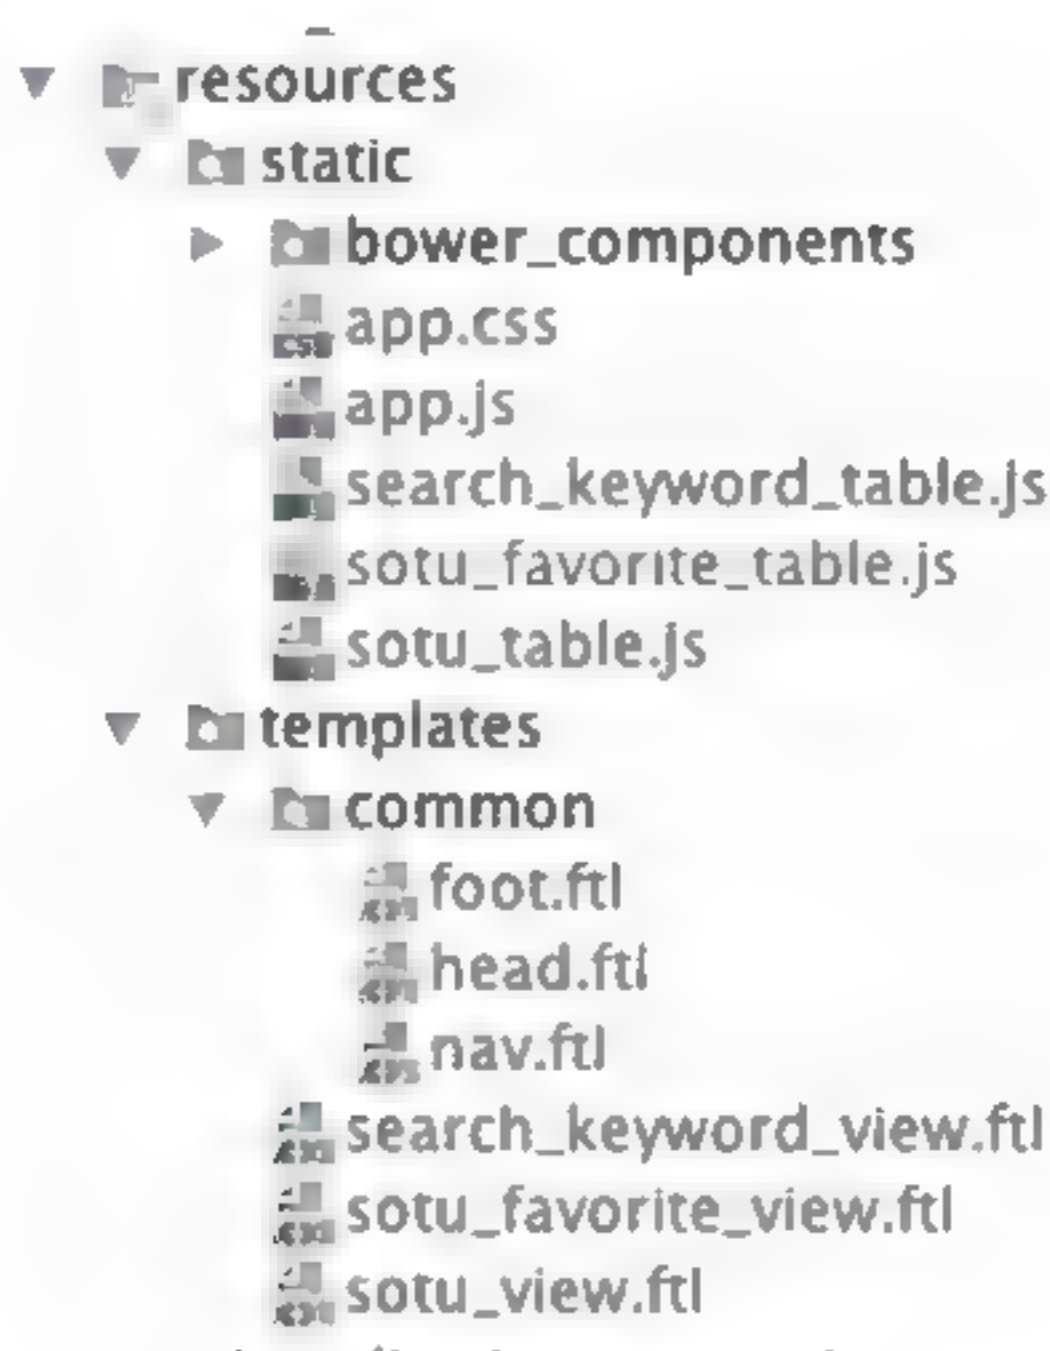 resources
static
bower_components
app.css
app.js
search_keyword_table.js
sotu_favorite_table.js
sotu_table.js
templates
common
foot.ftl
head.ftl
nav.ftl
search_keyword_view.ftl
sotu_favorite_view.ftl
sotu_view.ftl